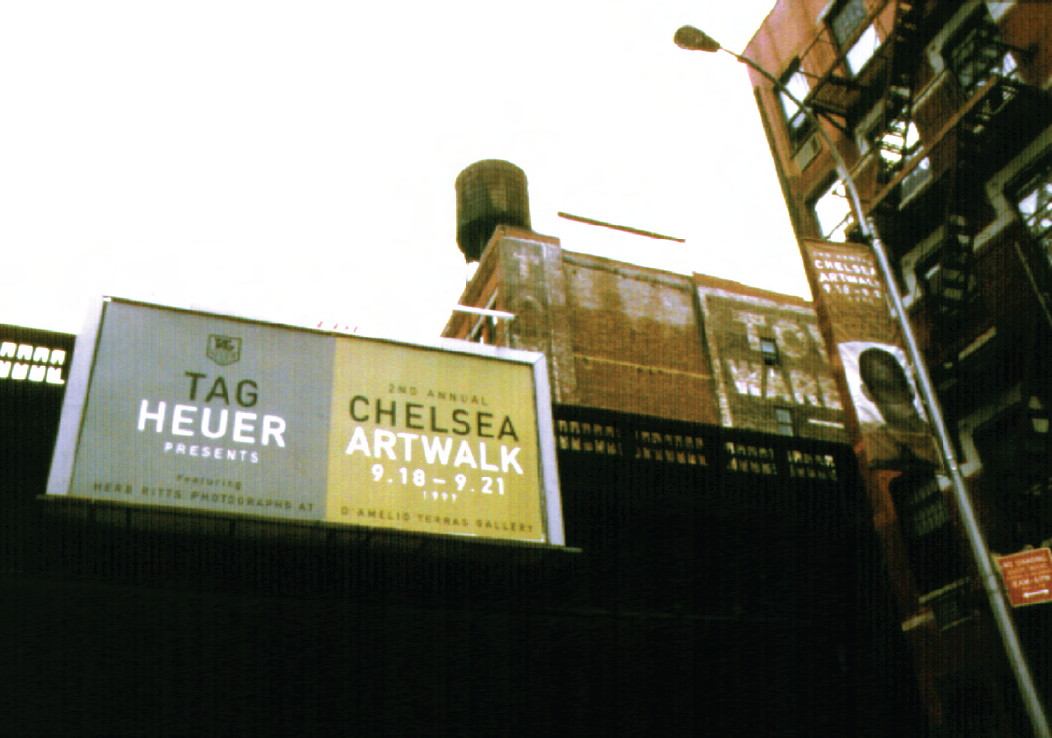 TAG
HEUER
PRESENTS
Featuring
HERB RITTS PHOTOGRAPHS AT
2ND ANNUAL
CHELSEA
ARTWALK
9.18 – 9.21
1997
D'AMELIO TERRAS GALLERY
CHELSEA
ARTWALK